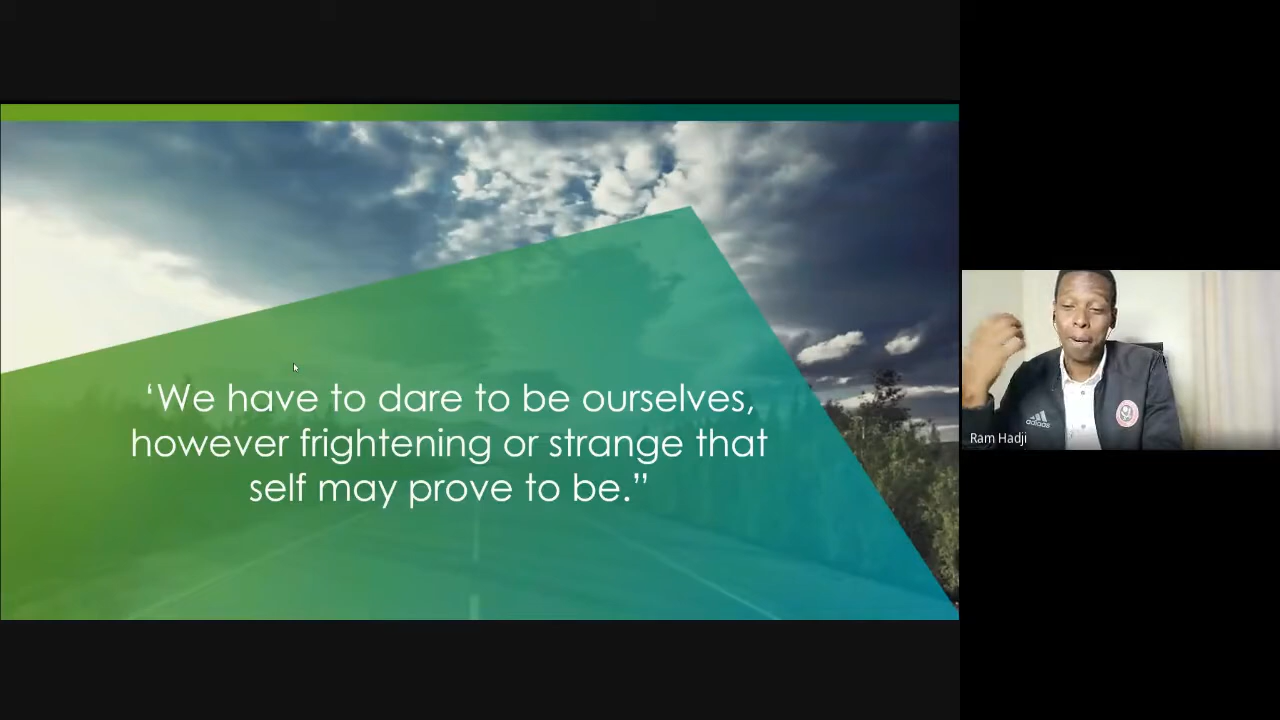 ‘We have to dare to be ourselves,
however frightening or strange that
self may prove to be.”
adidas
Ram Hadji